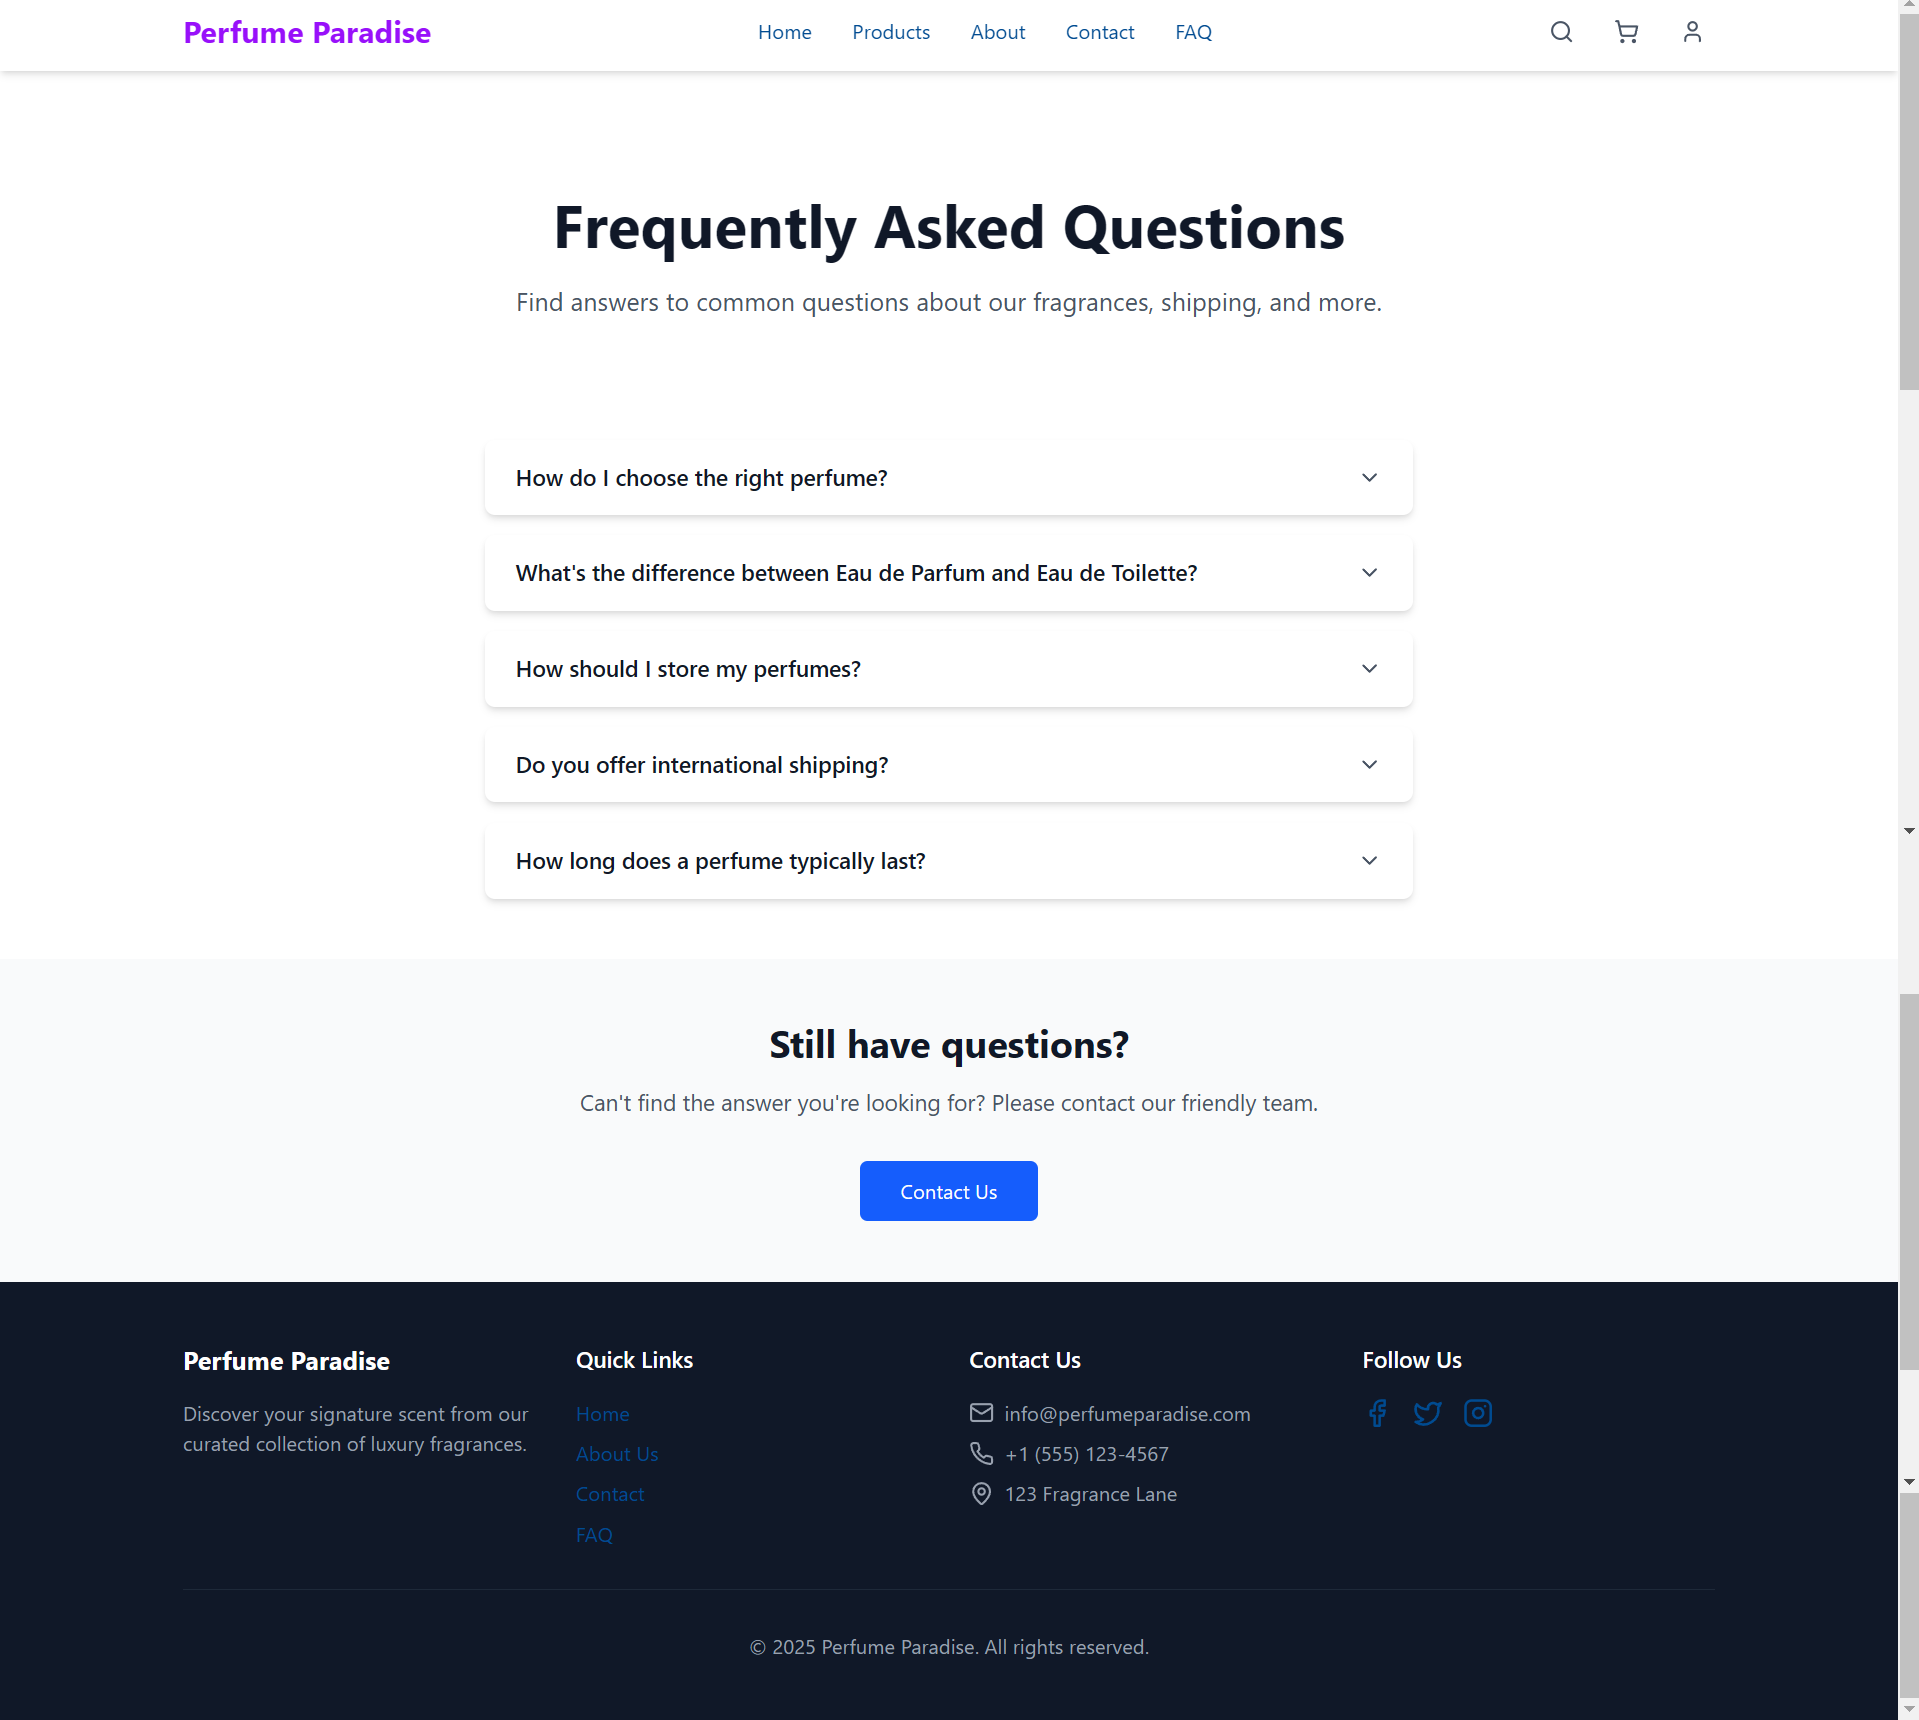 Perfume Paradise
Home
Products
About
Contact
FAQ
Frequently Asked Questions
Find answers to common questions about our fragrances, shipping, and more.
How do I choose the right perfume?
What's the difference between Eau de Parfum and Eau de Toilette?
How should I store my perfumes?
Do you offer international shipping?
How long does a perfume typically last?
Still have questions?
Can't find the answer you're looking for? Please contact our friendly team.
Contact Us
Perfume Paradise
Discover your signature scent from our
curated collection of luxury fragrances.
Quick Links
Home
About Us
Contact
FAQ
Contact Us
info@perfumeparadise.com
+1 (555) 123-4567
123 Fragrance Lane
Follow Us
© 2025 Perfume Paradise. All rights reserved.